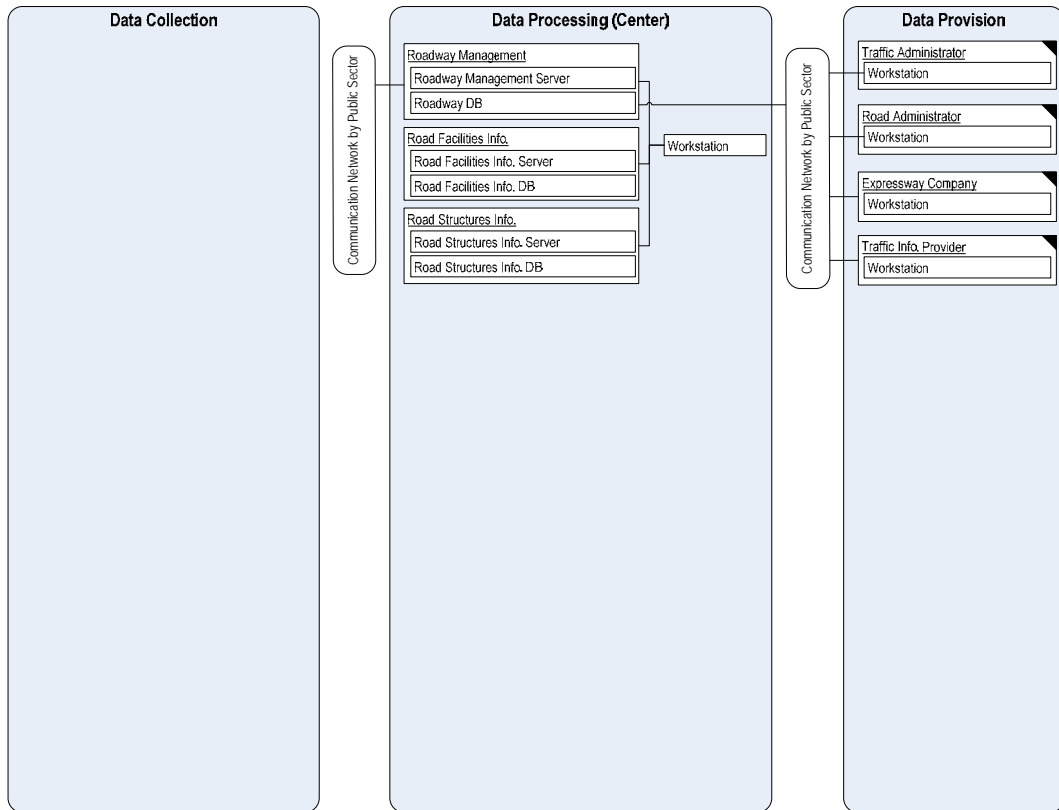 Data Collection
Communication Network by Public Sector
Data Processing (Center)
Roadway Management
Roadway Management Server
Roadway DB
Road Facilities Info.
Road Facilities Info. Server
Road Facilities Info. DB
Road Structures Info.
Road Structures Info. Server
Road Structures Info. DB
Workstation
Communication Network by Public Sector
Data Provision
Traffic Administrator
Workstation
Road Administrator
Workstation
Expressway Company
Workstation
Traffic Info. Provider
Workstation